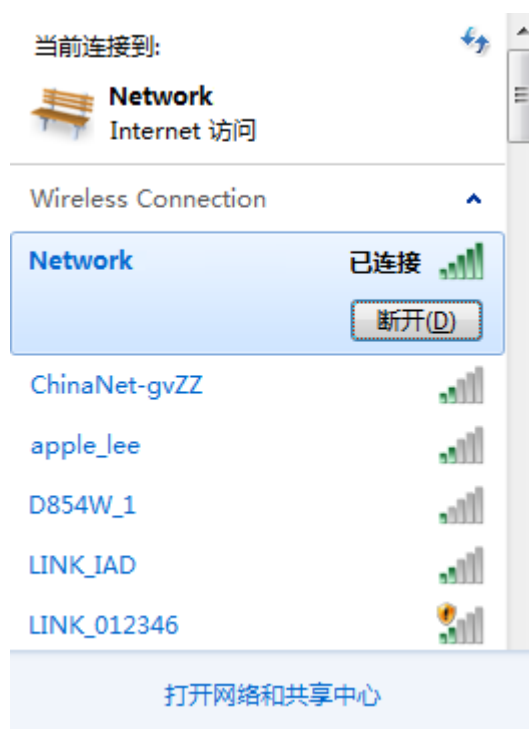 当前连接到:
Network
Internet 访问
Wireless Connection
Network 已连接
断开(D)
ChinaNet-gvZZ
apple_lee
D854W_1
LINK_IAD
LINK_012346
打开网络和共享中心